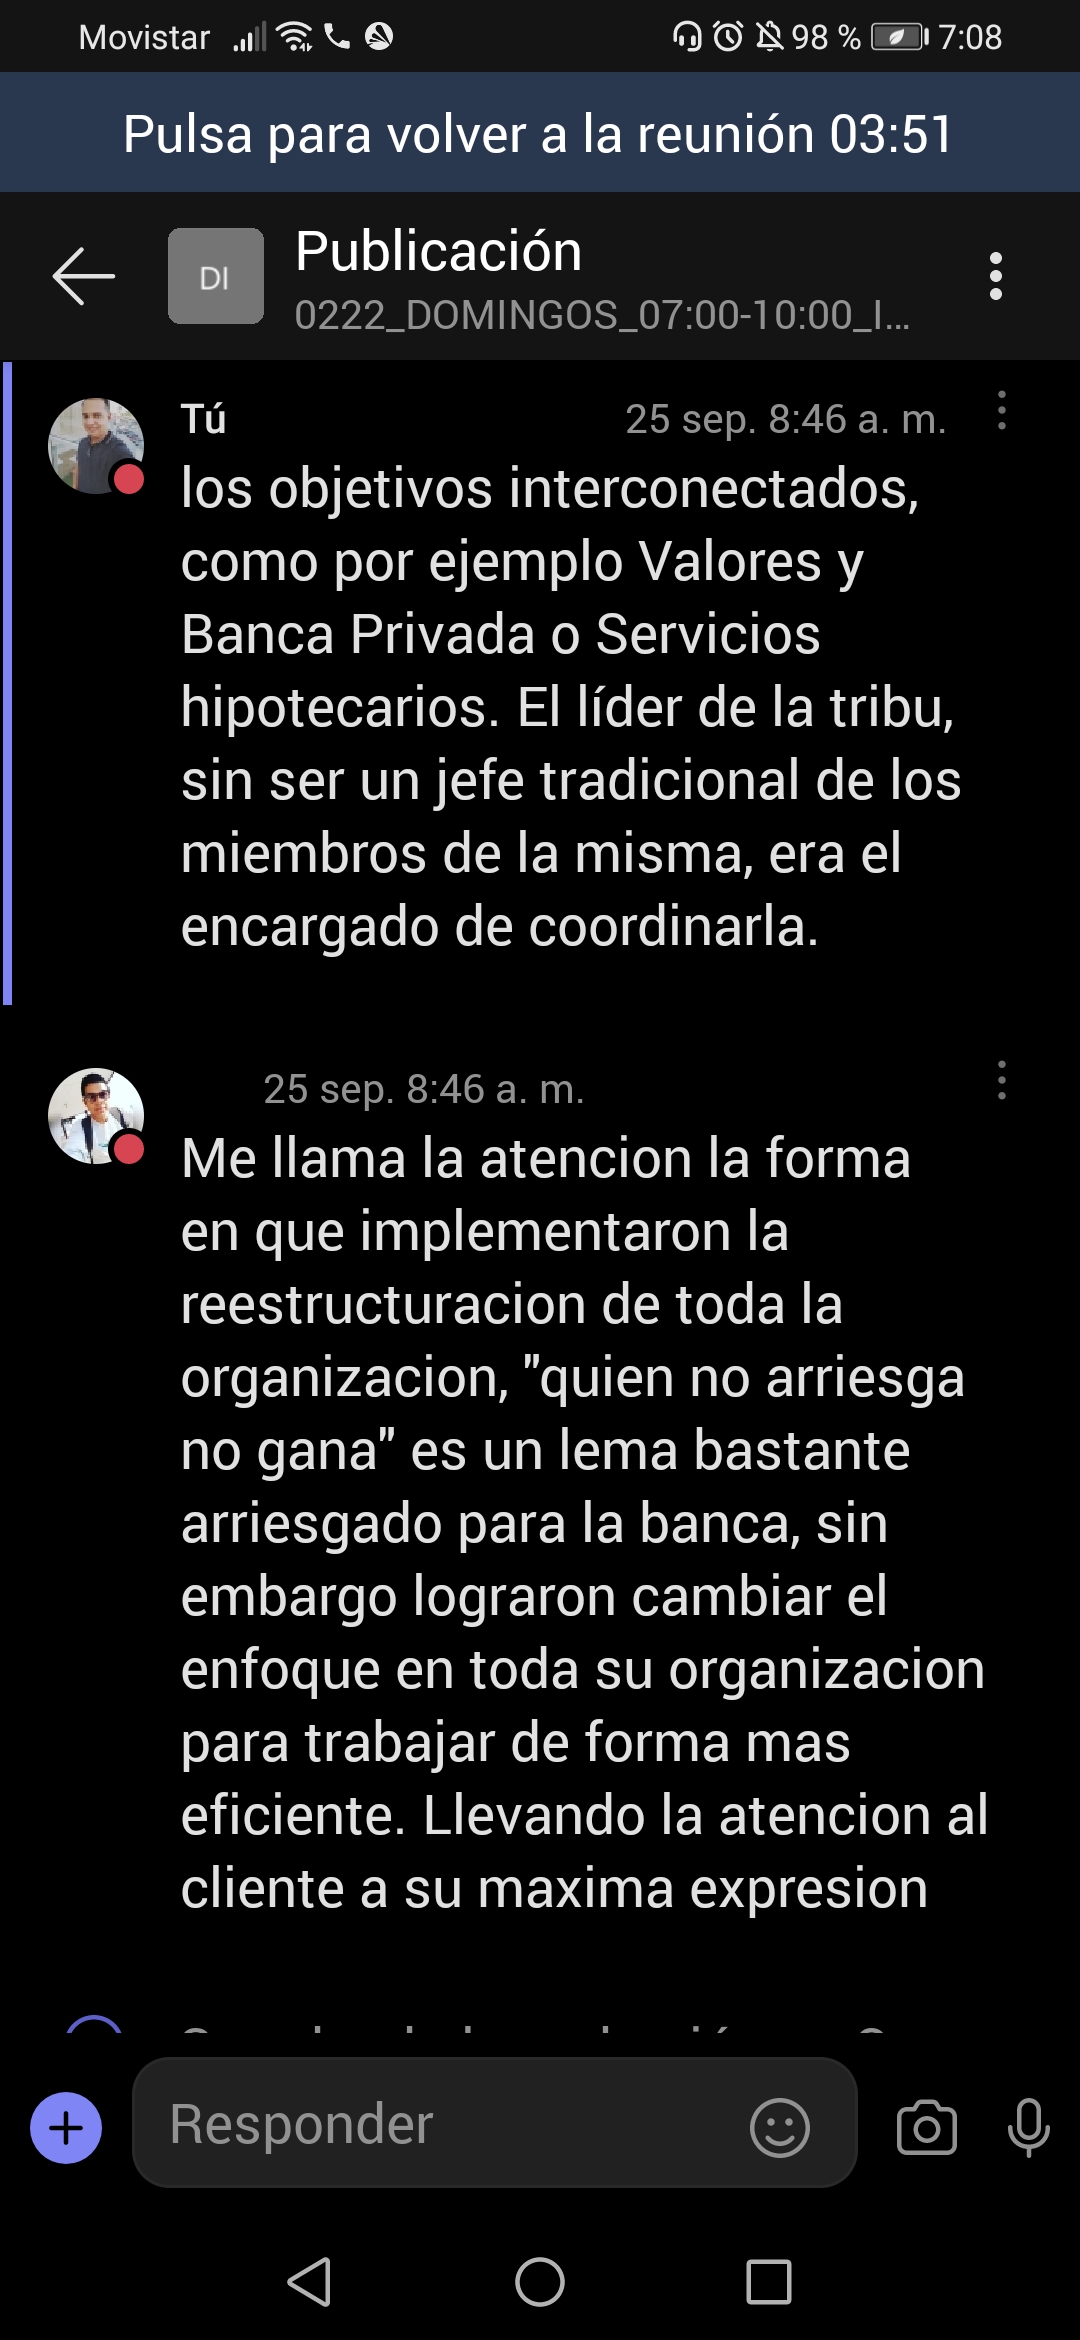 Movistar 98 % 7:08
Pulsa para volver a la reunión 03:51
DI
Publicación
0222_DOMINGOS_07:00-10:00_I...
Tú 25 sep. 8:46 a. m.
los objetivos interconectados,
como por ejemplo Valores y
Banca Privada o Servicios
hipotecarios. El líder de la tribu,
sin ser un jefe tradicional de los
miembros de la misma, era el
encargado de coordinarla.
25 sep. 8:46 a. m.
Me llama la atencion la forma
en que implementaron la
reestructuracion de toda la
organizacion, "quien no arriesga
no gana" es un lema bastante
arriesgado para la banca, sin
embargo lograron cambiar el
enfoque en toda su organizacion
para trabajar de forma mas
eficiente. Llevando la atencion al
cliente a su maxima expresion
Responder